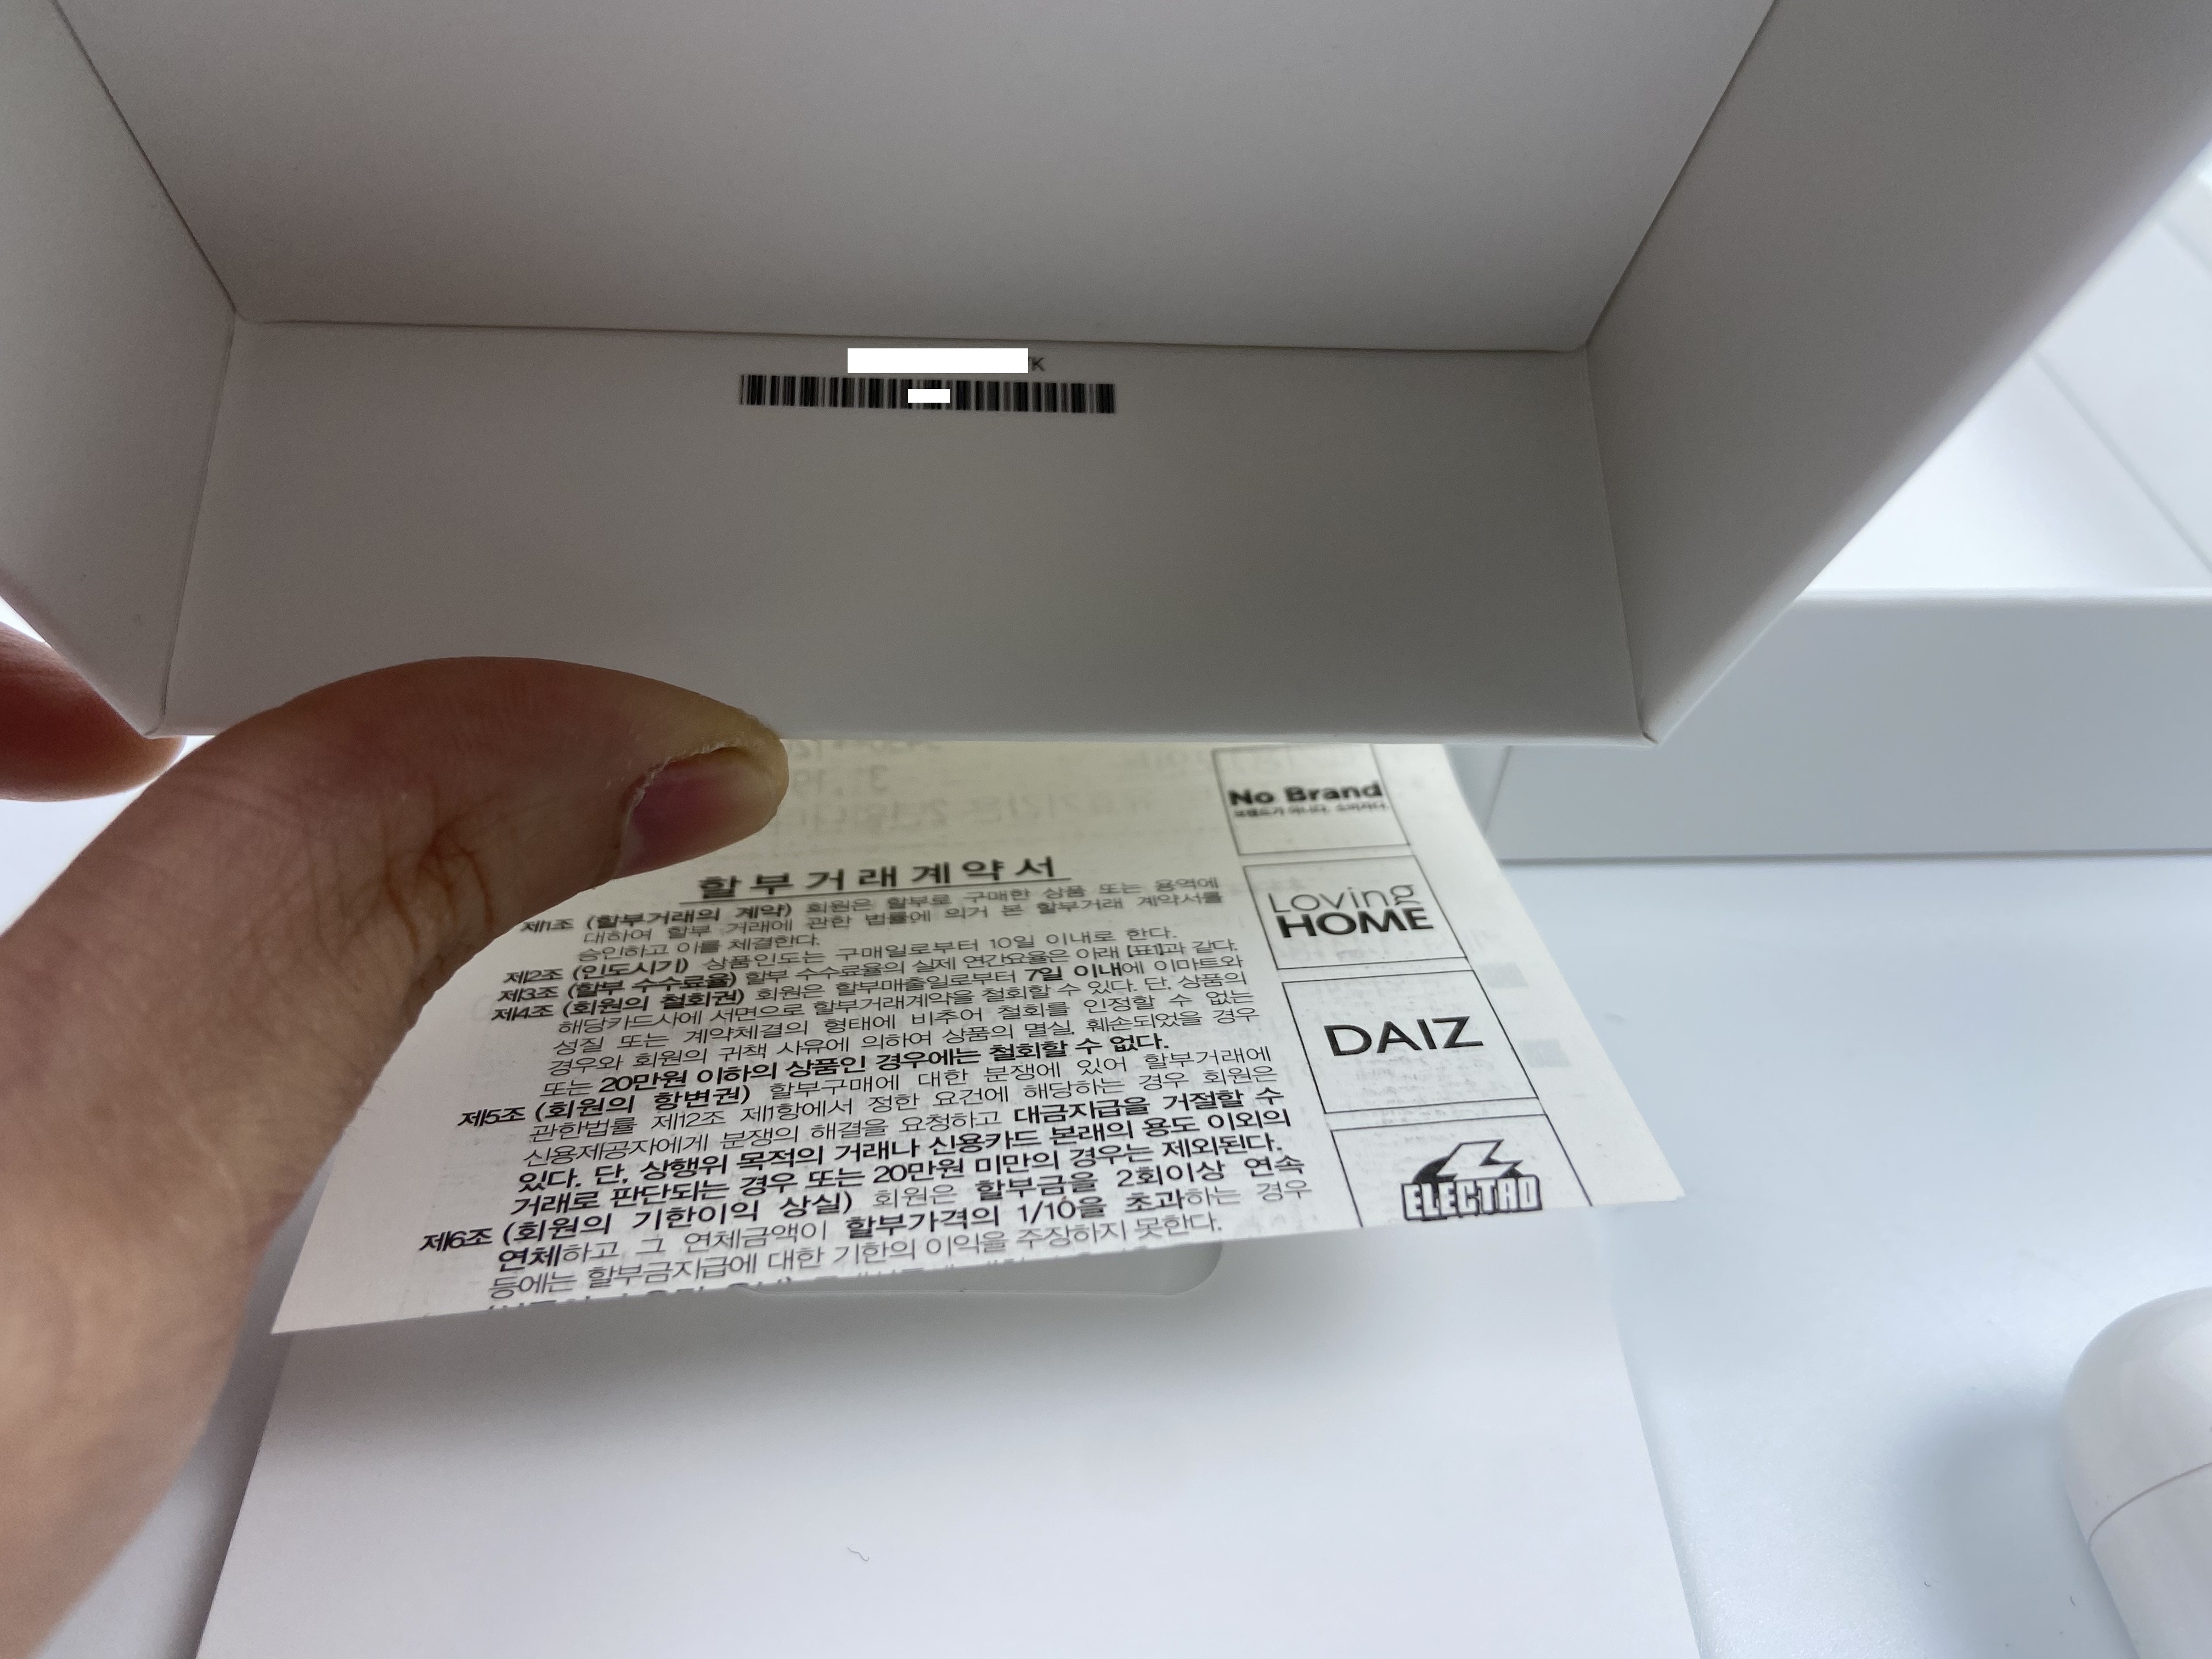 K
No Brand
브랜드가 아니다. 소비자다.
할부거래계약서
Loving
HOME
제1조 (할부거래의 계약) 회원은 할부로 구매한 상품 또는 용역에
대하여 할부 거래에 관한 법률에 의거 본 할부거래 계약서를
승인하고 이를 체결한다.
제2조 (인도시기) 상품인도는 구매일로부터 10일 이내로 한다.
제3조 (할부 수수료율) 할부 수수료율의 실제 연간요율은 아래 [표1]과 같다.
제4조 (회원의 철회권) 회원은 할부매출일로부터 7일 이내에 이마트와
해당카드사에 서면으로 할부거래계약을 철회할 수 있다. 단, 상품의
성질 또는 계약체결의 형태에 비추어 철회를 인정할 수 없는
경우와 회원의 귀책 사유에 의하여 상품의 멸실, 훼손되었을 경우
또는 20만원 이하의 상품인 경우에는 철회할 수 없다.
제5조 (회원의 항변권) 할부구매에 대한 분쟁에 있어 할부거래에
관한법률 제12조 제1항에서 정한 요건에 해당하는 경우 회원은
신용제공자에게 분쟁의 해결을 요청하고 대금지급을 거절할 수
있다. 단, 상행위 목적의 거래나 신용카드 본래의 용도 이외의
거래로 판단되는 경우 또는 20만원 미만의 경우는 제외된다.
제6조 (회원의 기한이익 상실) 회원은 할부금을 2회이상 연속
연체하고 그 연체금액이 할부가격의 1/10을 초과하는 경우
등에는 할부금지급에 대한 기한의 이익을 주장하지 못한다.
DAIZ
ELECTRO